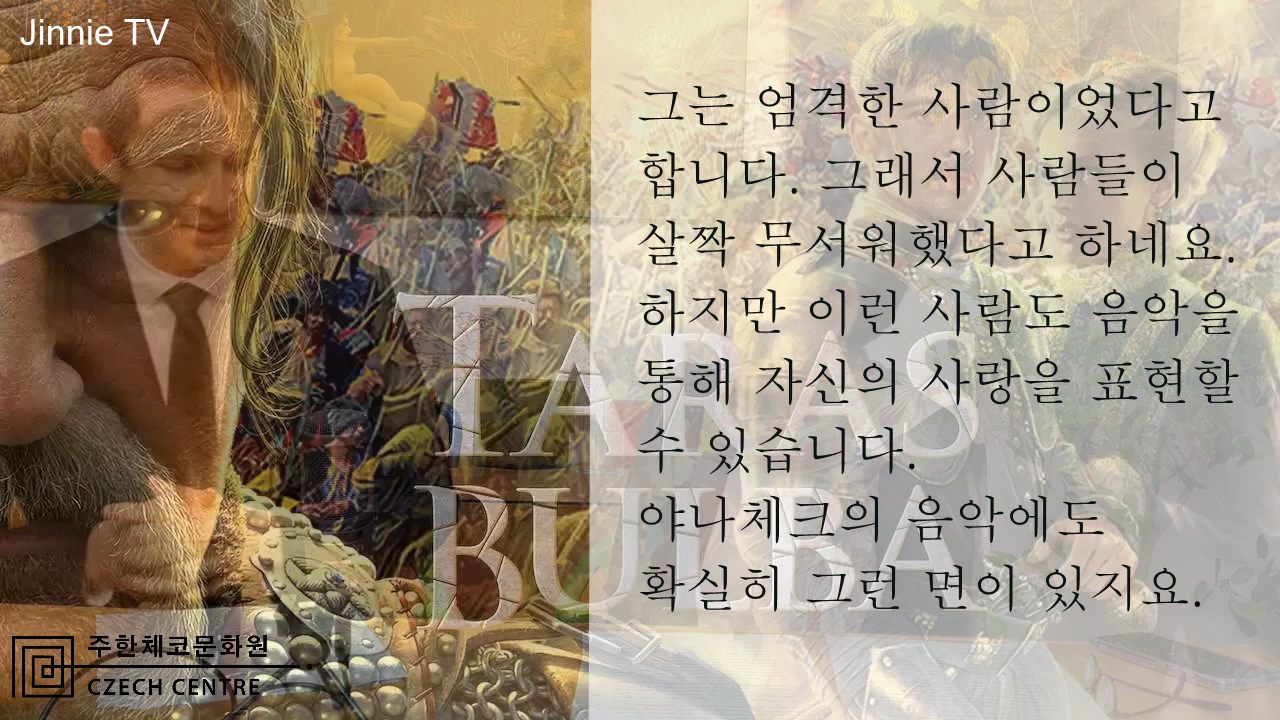 Jinnie TV
그는 엄격한 사람이었다고
합니다. 그래서 사람들이
살짝 무서워했다고 하네요.
하지만 이런 사람도 음악을
통해 자신의 사랑을 표현할
수 있습니다.
야나체크의 음악에도
확실히 그런 면이 있지요.
TARAS
BULBA
주한체코문화원
CZECH CENTRE